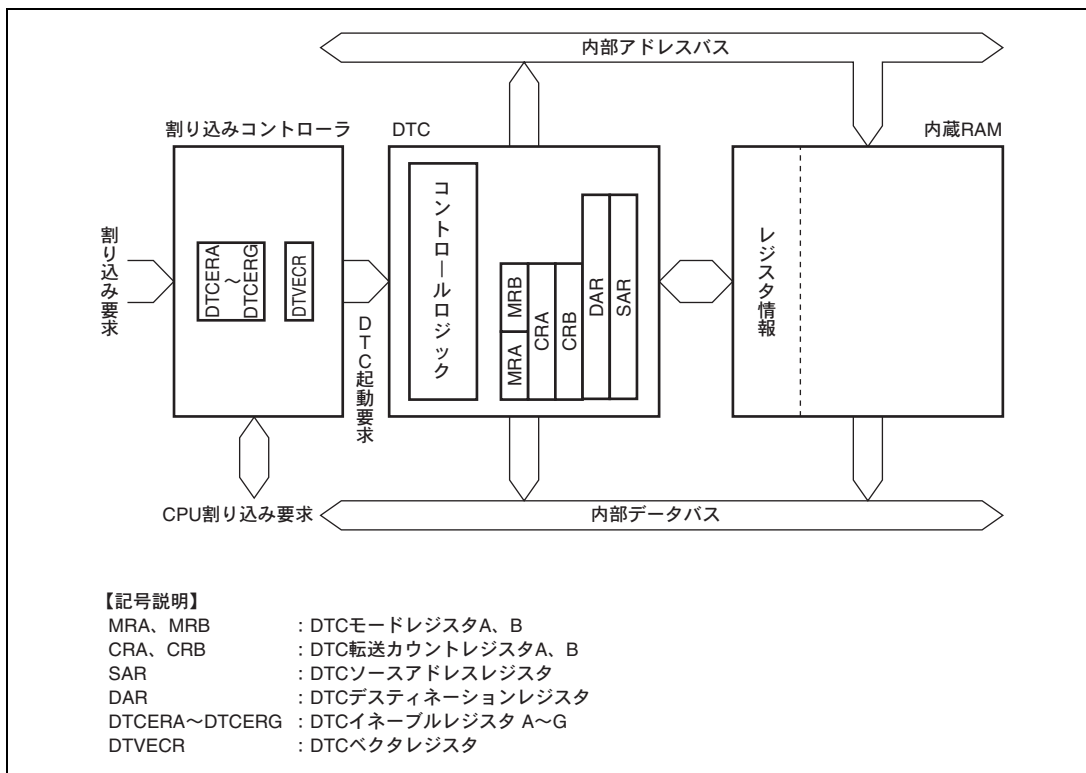 内部アドレスバス
割り込みコントローラ
DTC
内蔵RAM
割り込み要求
DTCERA
～
DTCERG
DTVECR
DTC起動要求
コントロールロジック
MRA
MRB
CRA
CRB
DAR
SAR
レジスタ情報
CPU割り込み要求
内部データバス
【記号説明】
MRA、MRB : DTCモードレジスタA、B
CRA、CRB : DTC転送カウントレジスタA、B
SAR : DTCソースアドレスレジスタ
DAR : DTCデスティネーションレジスタ
DTCERA～DTCERG : DTCイネーブルレジスタ A～G
DTVECR : DTCベクタレジスタ